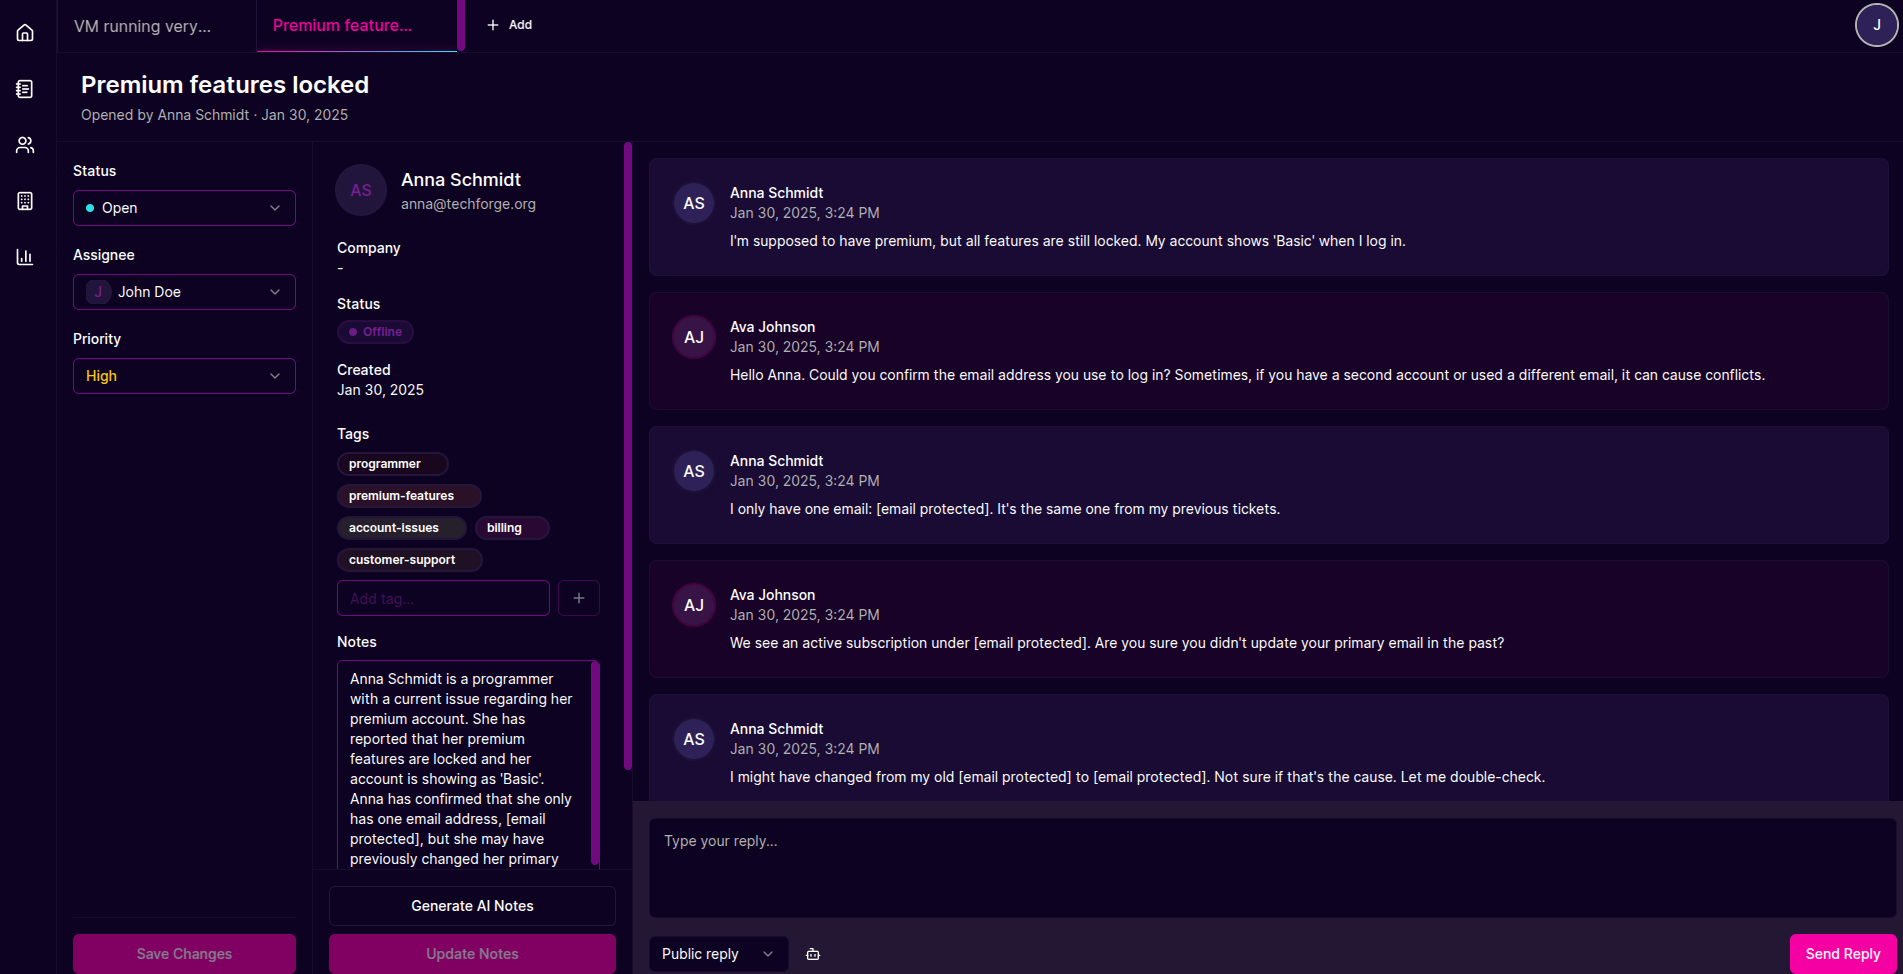 VM running very...
Premium feature...
Add
J
Premium features locked
Opened by Anna Schmidt · Jan 30, 2025
Status
Open
Assignee
J John Doe
Priority
High
Save Changes
AS
Anna Schmidt
anna@techforge.org
Company
-
Status
Offline
Created
Jan 30, 2025
Tags
programmer
premium-features
account-issues billing
customer-support
Add tag...
Notes
Anna Schmidt is a programmer
with a current issue regarding her
premium account. She has
reported that her premium
features are locked and her
account is showing as 'Basic'.
Anna has confirmed that she only
has one email address, [email
protected], but she may have
previously changed her primary
Generate AI Notes
Update Notes
AS
Anna Schmidt
Jan 30, 2025, 3:24 PM
I'm supposed to have premium, but all features are still locked. My account shows 'Basic' when I log in.
AJ
Ava Johnson
Jan 30, 2025, 3:24 PM
Hello Anna. Could you confirm the email address you use to log in? Sometimes, if you have a second account or used a different email, it can cause conflicts.
AS
Anna Schmidt
Jan 30, 2025, 3:24 PM
I only have one email: [email protected]. It's the same one from my previous tickets.
AJ
Ava Johnson
Jan 30, 2025, 3:24 PM
We see an active subscription under [email protected]. Are you sure you didn't update your primary email in the past?
AS
Anna Schmidt
Jan 30, 2025, 3:24 PM
I might have changed from my old [email protected] to [email protected]. Not sure if that's the cause. Let me double-check.
Type your reply...
Public reply
Send Reply